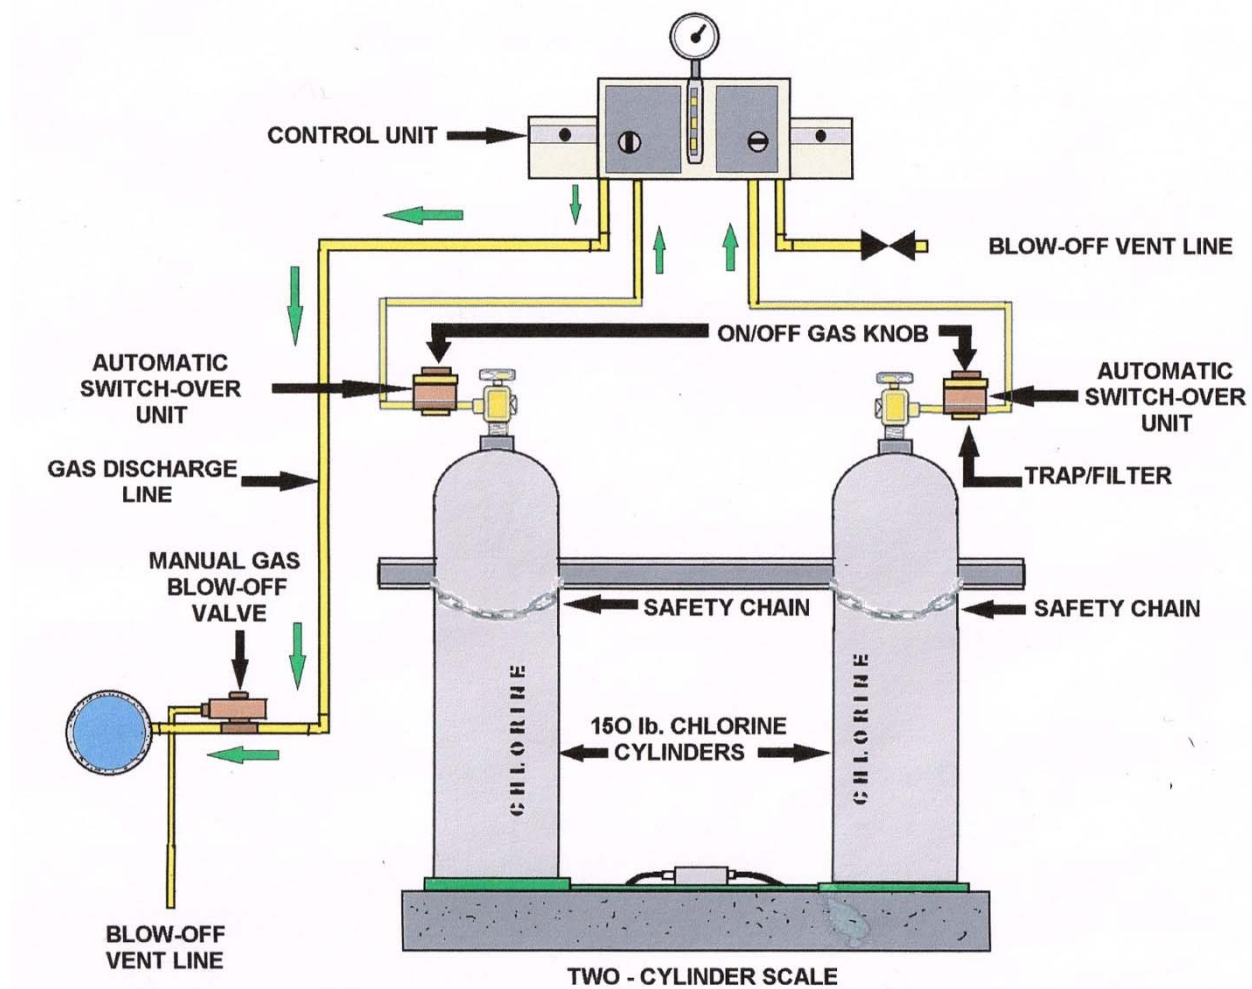 CONTROL UNIT
BLOW-OFF VENT LINE
ON/OFF GAS KNOB
AUTOMATIC
SWITCH-OVER
UNIT
AUTOMATIC
SWITCH-OVER
UNIT
GAS DISCHARGE
LINE
TRAP/FILTER
MANUAL GAS
BLOW-OFF
VALVE
SAFETY CHAIN
SAFETY CHAIN
CHLORINE
CHLORINE
150 lb. CHLORINE
CYLINDERS
BLOW-OFF
VENT LINE
TWO - CYLINDER SCALE